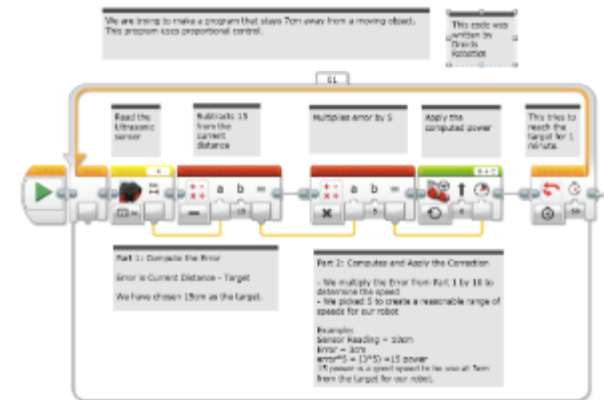 We are trying to make a program that stays 7cm away from a moving object.
This program uses proportional control.
This code was
written by
Droids
Robotics
01
Read the
Ultrasonic
sensor
Subtracts 15
from the
current
distance
Multiplies error by 5
Apply the
computed power
This tries to
reach the
target for 1
minute.
a b =
15
a b =
5
Part 1: Compute the Error
Error is Current Distance - Target
We have chosen 15cm as the target.
Part 2: Computes and Apply the Correction
- We multiply the Error from Part 1 by 10 to
determine the speed
- We picked 5 to create a reasonable range of
speeds for our robot
Example:
Sensor Reading = 10cm
Error = 3cm
error*5 = (3*5) =15 power
15 power is a good speed to be use at 3cm
from the target for our robot.